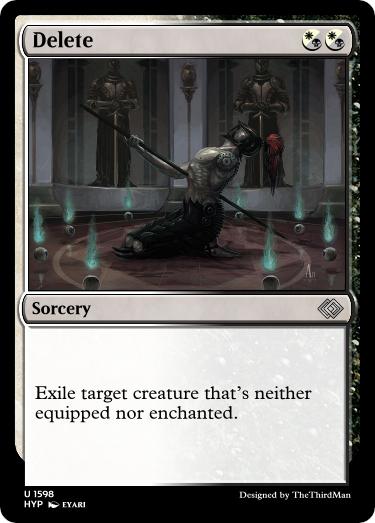 Delete
Sorcery
Exile target creature that's neither
equipped nor enchanted.
U 1598
HYP EYARI
Designed by TheThirdMan